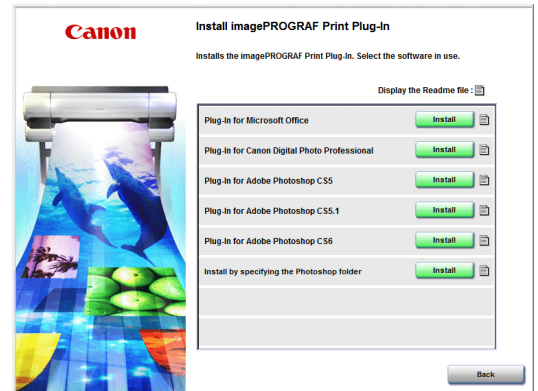 Canon
Install imagePROGRAF Print Plug-In
Installs the imagePROGRAF Print Plug-In. Select the software in use.
Display the Readme file :
Plug-In for Microsoft Office Install
Plug-In for Canon Digital Photo Professional Install
Plug-In for Adobe Photoshop CS5 Install
Plug-In for Adobe Photoshop CS5.1 Install
Plug-In for Adobe Photoshop CS6 Install
Install by specifying the Photoshop folder Install
Back